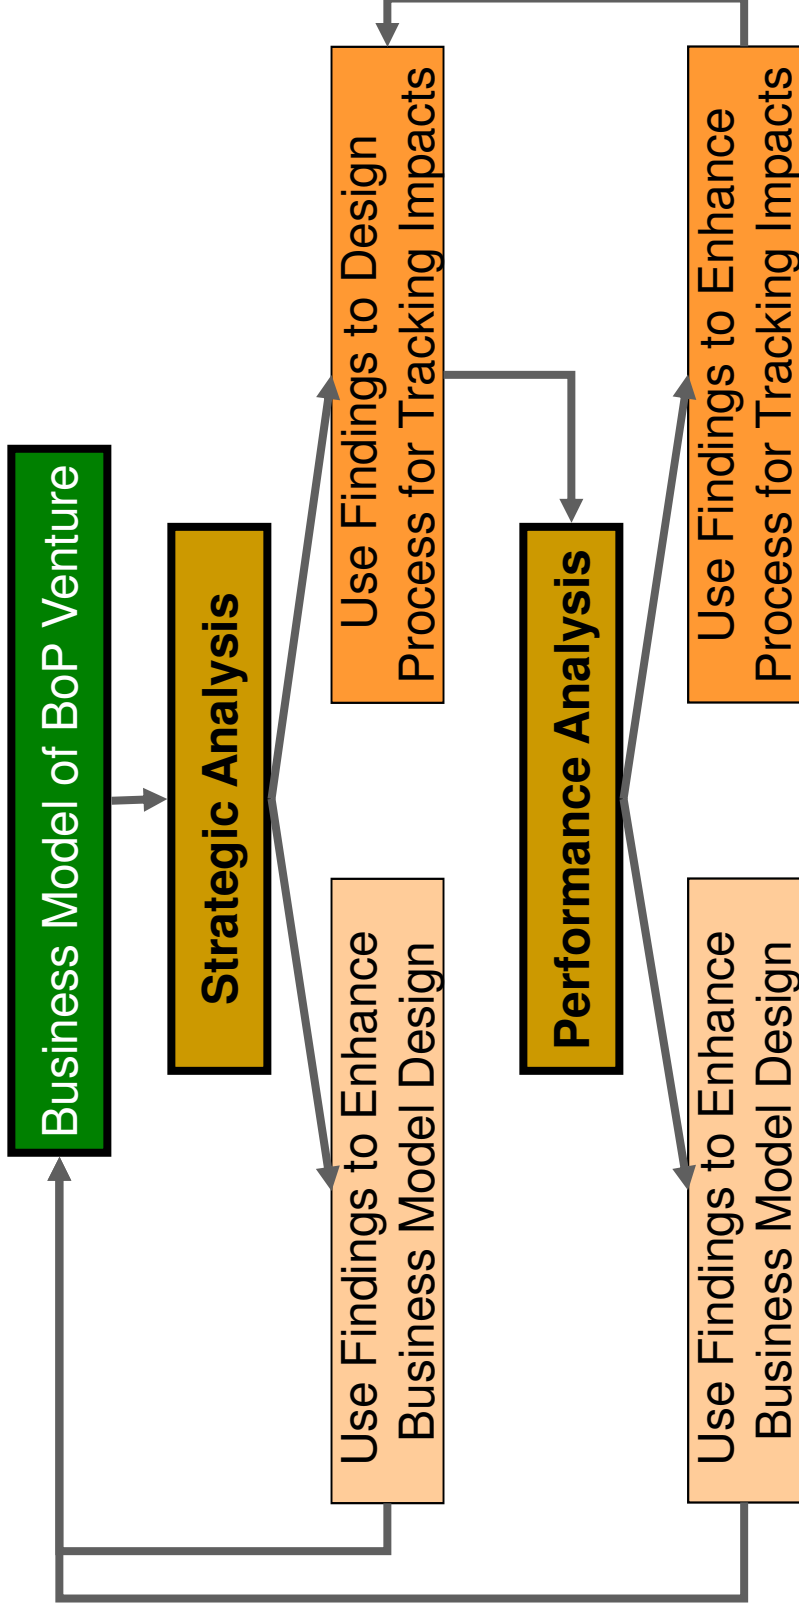 Business Model of BoP Venture
Strategic Analysis
Use Findings to Enhance
Business Model Design
Use Findings to Design
Process for Tracking Impacts
Performance Analysis
Use Findings to Enhance
Business Model Design
Use Findings to Enhance
Process for Tracking Impacts